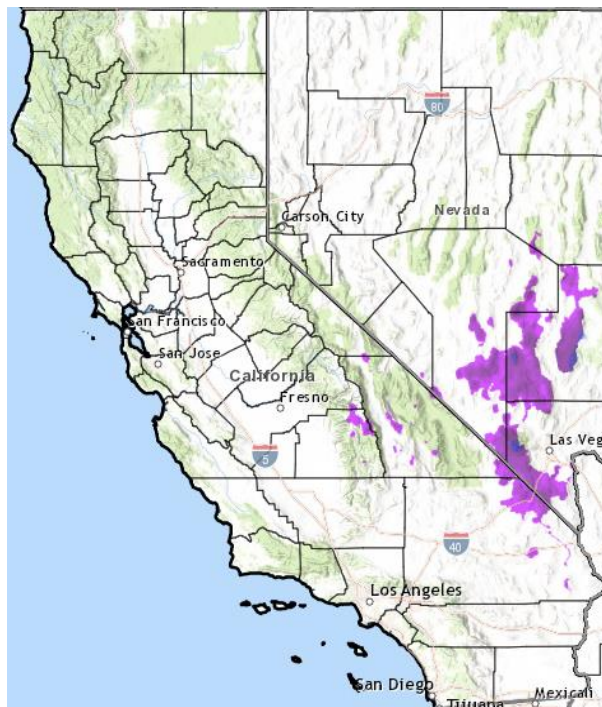 80
Nevada
Carson City
Sacramento
San Francisco
San Jose
California
Fresno
Las Veg
5
40
Los Angeles
San Diego
Mexicali
Tijuana